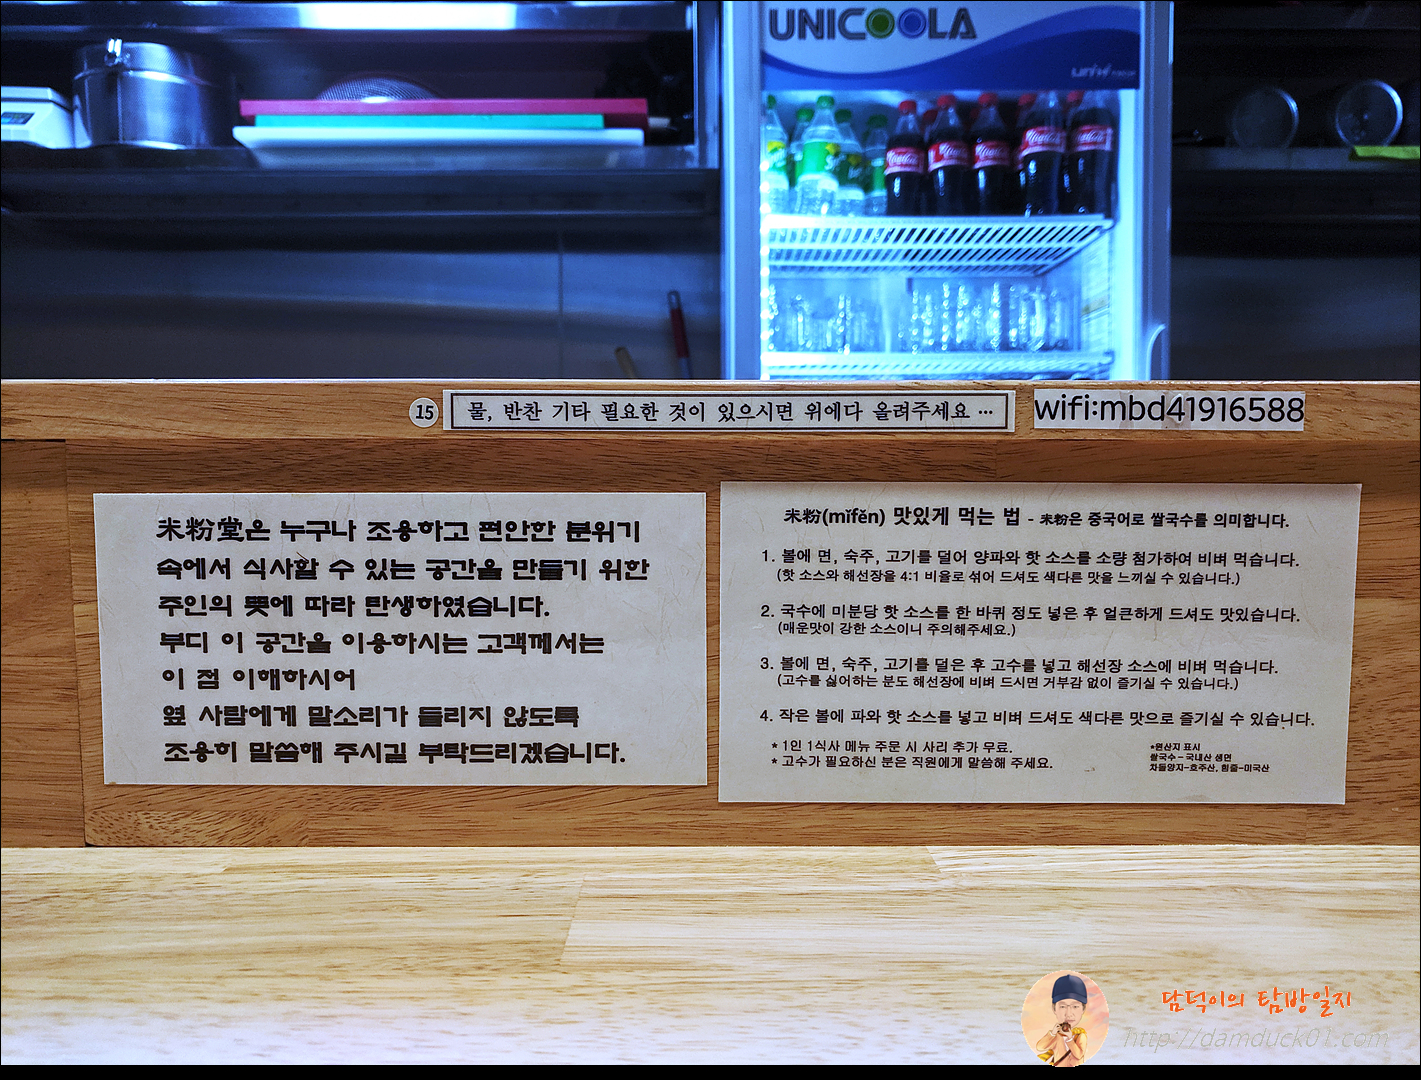 UNICOOLA
15
물, 반찬 기타 필요한 것이 있으시면 위에다 올려주세요 ···
wifi:mbd41916588
米粉堂은 누구나 조용하고 편안한 분위기
속에서 식사할 수 있는 공간을 만들기 위한
주인의 뜻에 따라 탄생하였습니다.
부디 이 공간을 이용하시는 고객께서는
이 점 이해하시어
옆 사람에게 말소리가 들리지 않도록
조용히 말씀해 주시길 부탁드리겠습니다.
米粉(mǐfěn) 맛있게 먹는 법 - 米粉은 중국어로 쌀국수를 의미합니다.
1. 볼에 면, 숙주, 고기를 덜어 양파와 핫 소스를 소량 첨가하여 비벼 먹습니다.
(핫 소스와 해선장을 4:1 비율로 섞어 드셔도 색다른 맛을 느끼실 수 있습니다.)
2. 국수에 미분당 핫 소스를 한 바퀴 정도 넣은 후 얼큰하게 드셔도 맛있습니다.
(매운맛이 강한 소스이니 주의해주세요.)
3. 볼에 면, 숙주, 고기를 덜은 후 고수를 넣고 해선장 소스에 비벼 먹습니다.
(고수를 싫어하는 분도 해선장에 비벼 드시면 거부감 없이 즐기실 수 있습니다.)
4. 작은 볼에 파와 핫 소스를 넣고 비벼 드셔도 색다른 맛으로 즐기실 수 있습니다.
* 1인 1식사 메뉴 주문 시 사리 추가 무료.
* 고수가 필요하신 분은 직원에게 말씀해 주세요.
*원산지 표시
쌀국수 - 국내산 생면
차돌양지-호주산, 힘줄-미국산
담덕이의 탐방일지
http://damduck01.com